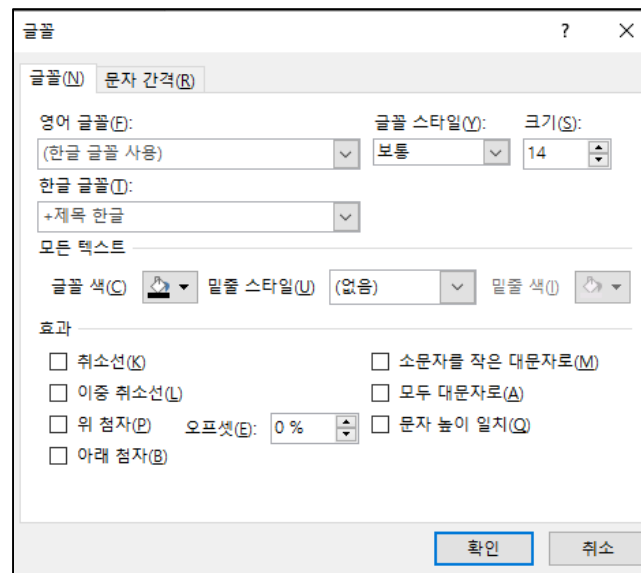 글꼴 ?
글꼴(N) 문자 간격(R)
영어 글꼴(F): 글꼴 스타일(Y): 크기(S):
(한글 글꼴 사용) 보통 14
한글 글꼴(T):
+제목 한글
모든 텍스트
글꼴 색(C) 밑줄 스타일(U) (없음) 밑줄 색(I)
효과
취소선(K) 소문자를 작은 대문자로(M)
이중 취소선(L) 모두 대문자로(A)
위 첨자(P) 오프셋(E): 0 % 문자 높이 일치(Q)
아래 첨자(B)
확인 취소